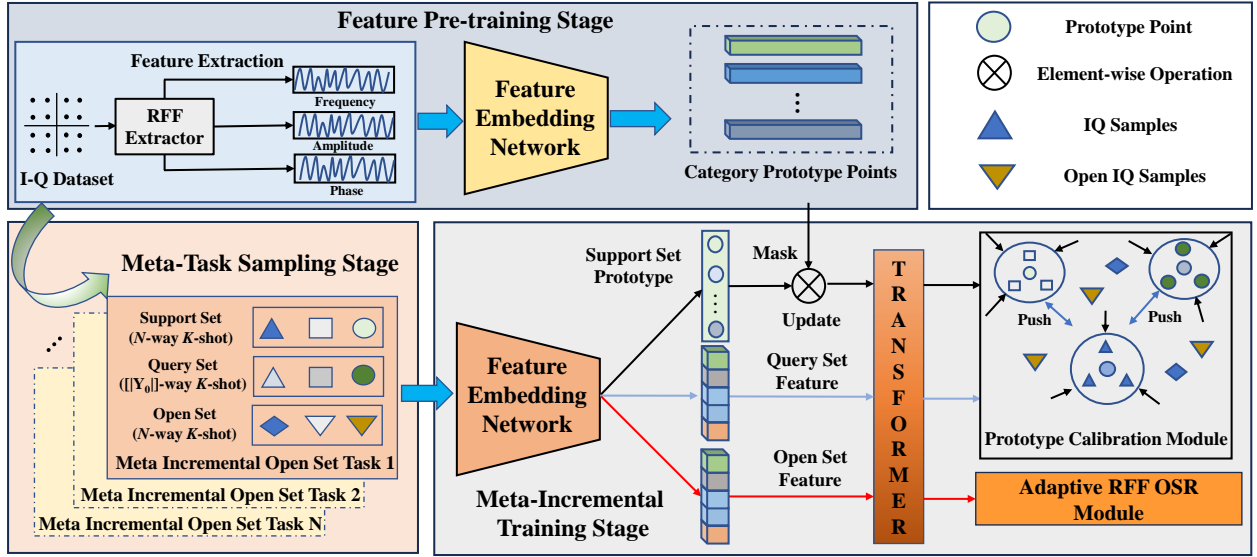 Feature Pre-training Stage
Feature Extraction
RFF
Extractor
I-Q Dataset
Frequency
Amplitude
Phase
Feature
Embedding
Network
Category Prototype Points
Prototype Point
Element-wise Operation
IQ Samples
Open IQ Samples
Meta-Task Sampling Stage
Support Set
(N-way K-shot)
Query Set
([|Y₀|]-way K-shot)
Open Set
(N-way K-shot)
Meta Incremental Open Set Task 1
Meta Incremental Open Set Task 2
Meta Incremental Open Set Task N
Feature
Embedding
Network
Meta-Incremental
Training Stage
Support Set
Prototype
Mask
Update
Query Set
Feature
Open Set
Feature
TRANSFORMER
Push
Push
Prototype Calibration Module
Adaptive RFF OSR
Module